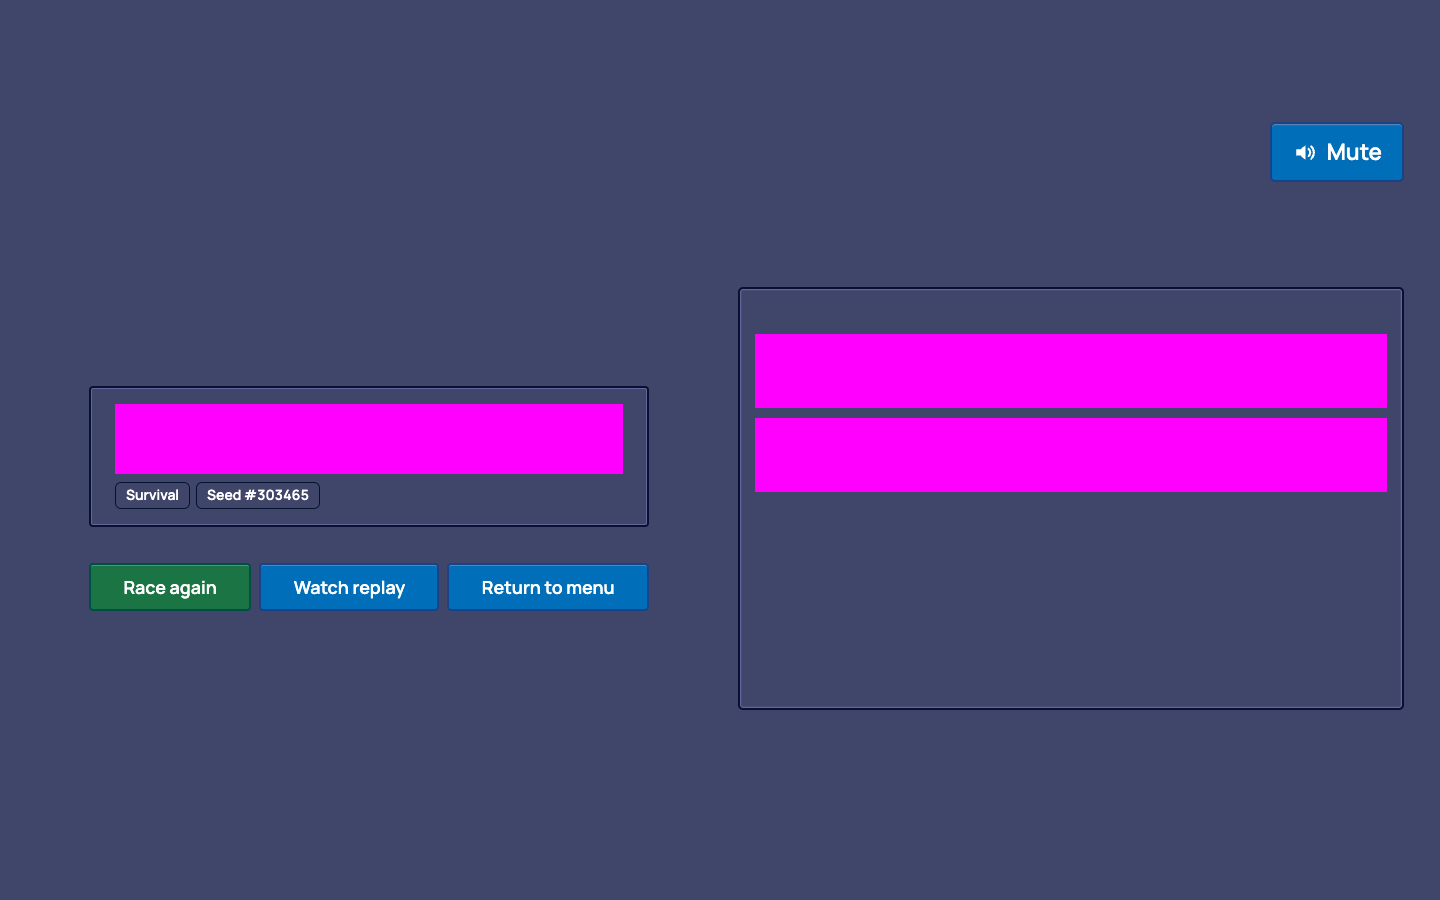 Mute
Survival
Seed #303465
Race again
Watch replay
Return to menu